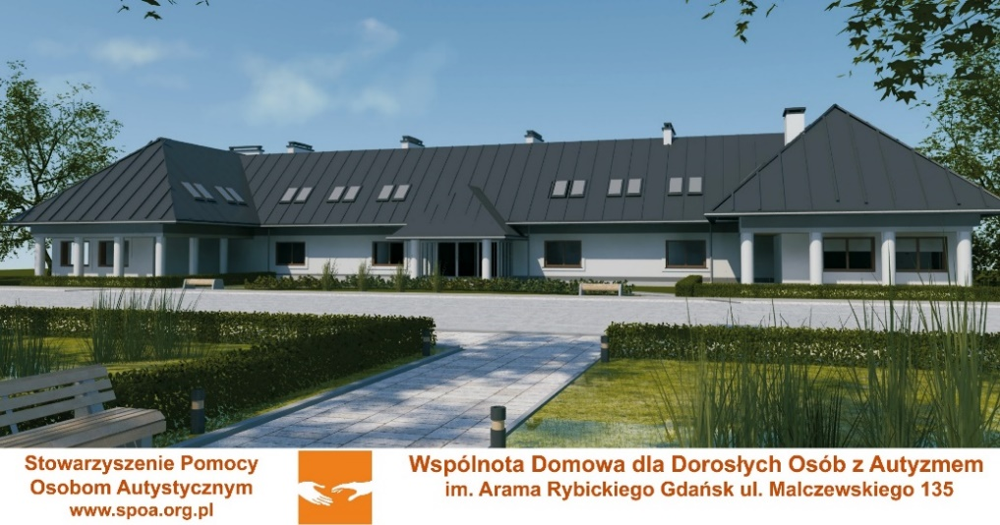 Stowarzyszenie Pomocy
Osobom Autystycznym
www.spoa.org.pl
Wspólnota Domowa dla Dorosłych Osób z Autyzmem
im. Arama Rybickiego Gdańsk ul. Malczewskiego 135